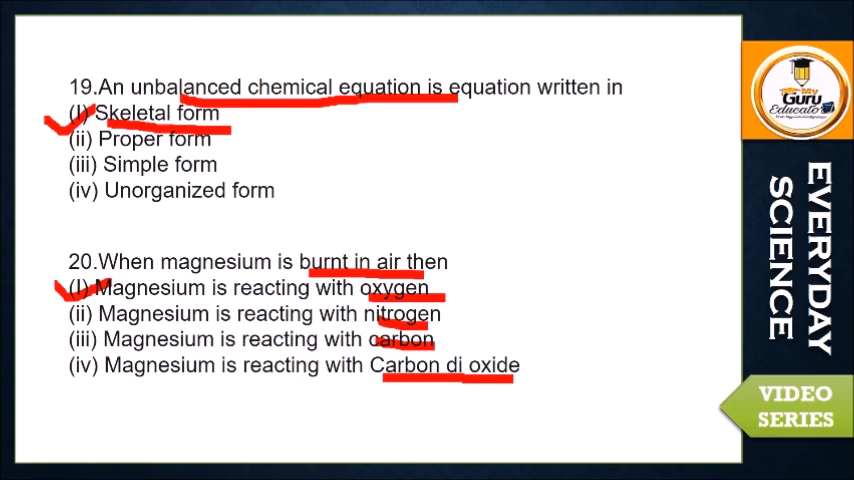 19.An unbalanced chemical equation is equation written in
(I) Skeletal form
(ii) Proper form
(iii) Simple form
(iv) Unorganized form
20.When magnesium is burnt in air then
(I) Magnesium is reacting with oxygen
(ii) Magnesium is reacting with nitrogen
(iii) Magnesium is reacting with carbon
(iv) Magnesium is reacting with Carbon di oxide
My
Guru
Educator
EVERYDAY
SCIENCE
VIDEO
SERIES